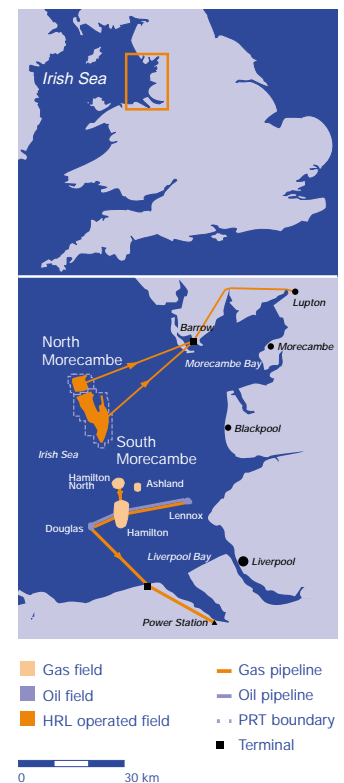 Irish Sea
Lupton
Barrow
North
Morecambe
Morecambe
Morecambe Bay
Blackpool
South
Morecambe
Irish Sea
Hamilton
North
Ashland
Lennox
Douglas
Hamilton
Liverpool Bay
Liverpool
Power Station
Gas field
Oil field
HRL operated field
Gas pipeline
Oil pipeline
PRT boundary
Terminal
0 30 km